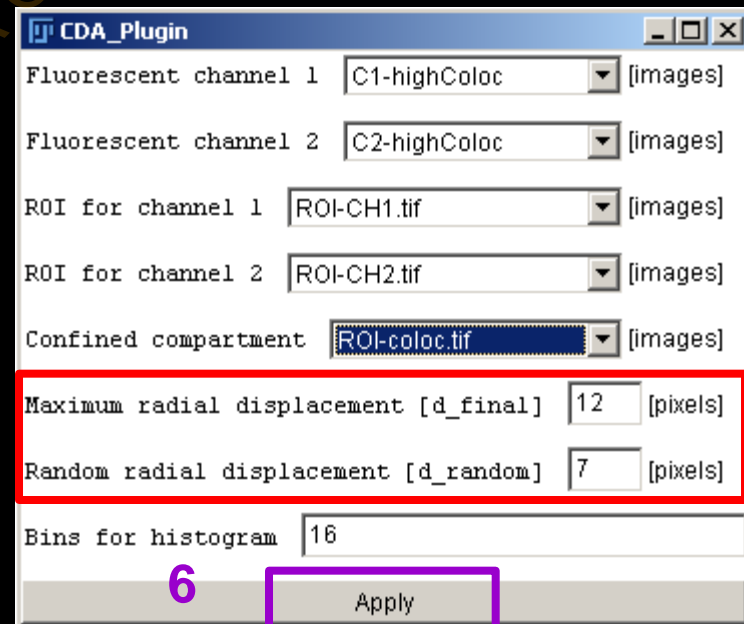 CDA_Plugin
Fluorescent channel 1 C1-highColoc [images]
Fluorescent channel 2 C2-highColoc [images]
ROI for channel 1 ROI-CH1.tif [images]
ROI for channel 2 ROI-CH2.tif [images]
Confined compartment ROI-coloc.tif [images]
Maximum radial displacement [d_final] 12 [pixels]
Random radial displacement [d_random] 7 [pixels]
Bins for histogram 16
6 Apply